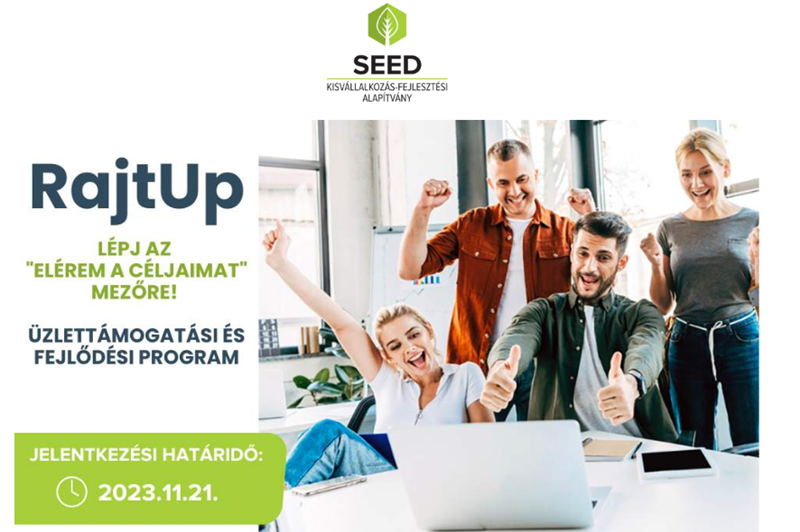 SEED
KISVÁLLALKOZÁS-FEJLESZTÉSI
ALAPÍTVÁNY
RajtUp
LÉPJ AZ
"ELÉREM A CÉLJAIMAT"
MEZŐRE!
ÜZLETTÁMOGATÁSI ÉS
FEJLŐDÉSI PROGRAM
JELENTKEZÉSI HATÁRIDŐ:
2023.11.21.